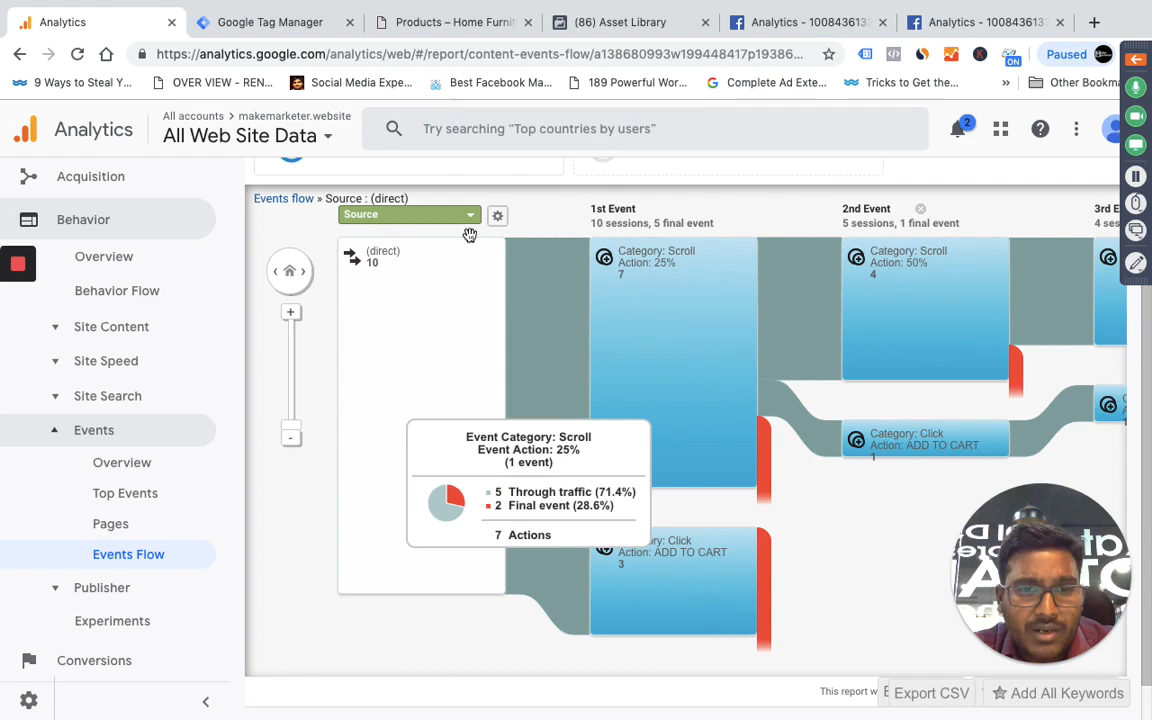 Analytics
Google Tag Manager
Products – Home Furnit
(86) Asset Library
Analytics - 1008436133
Analytics - 1008436133
https://analytics.google.com/analytics/web/#/report/content-events-flow/a138680993w199448417p19386...
Paused
ON
9 Ways to Steal Y...
OVER VIEW - REN...
Social Media Expe...
Best Facebook Ma...
189 Powerful Wor...
Complete Ad Exte...
Tricks to Get the...
»
Other Bookma
Analytics
All accounts › makemarketer.website
All Web Site Data
Try searching "Top countries by users"
2
Acquisition
Behavior
Overview
Behavior Flow
Site Content
Site Speed
Site Search
Events
Overview
Top Events
Pages
Events Flow
Publisher
Experiments
Conversions
Events flow » Source : (direct)
Source
1st Event
10 sessions, 5 final event
2nd Event
5 sessions, 1 final event
3rd E
4 ses
(direct)
10
Category: Scroll
Action: 25%
7
Category: Scroll
Action: 50%
4
Category: Click
Action: ADD TO CART
1
Event Category: Scroll
Event Action: 25%
(1 event)
5 Through traffic (71.4%)
2 Final event (28.6%)
7 Actions
: Click
Action: ADD TO CART
3
This report w
Export CSV
Add All Keywords